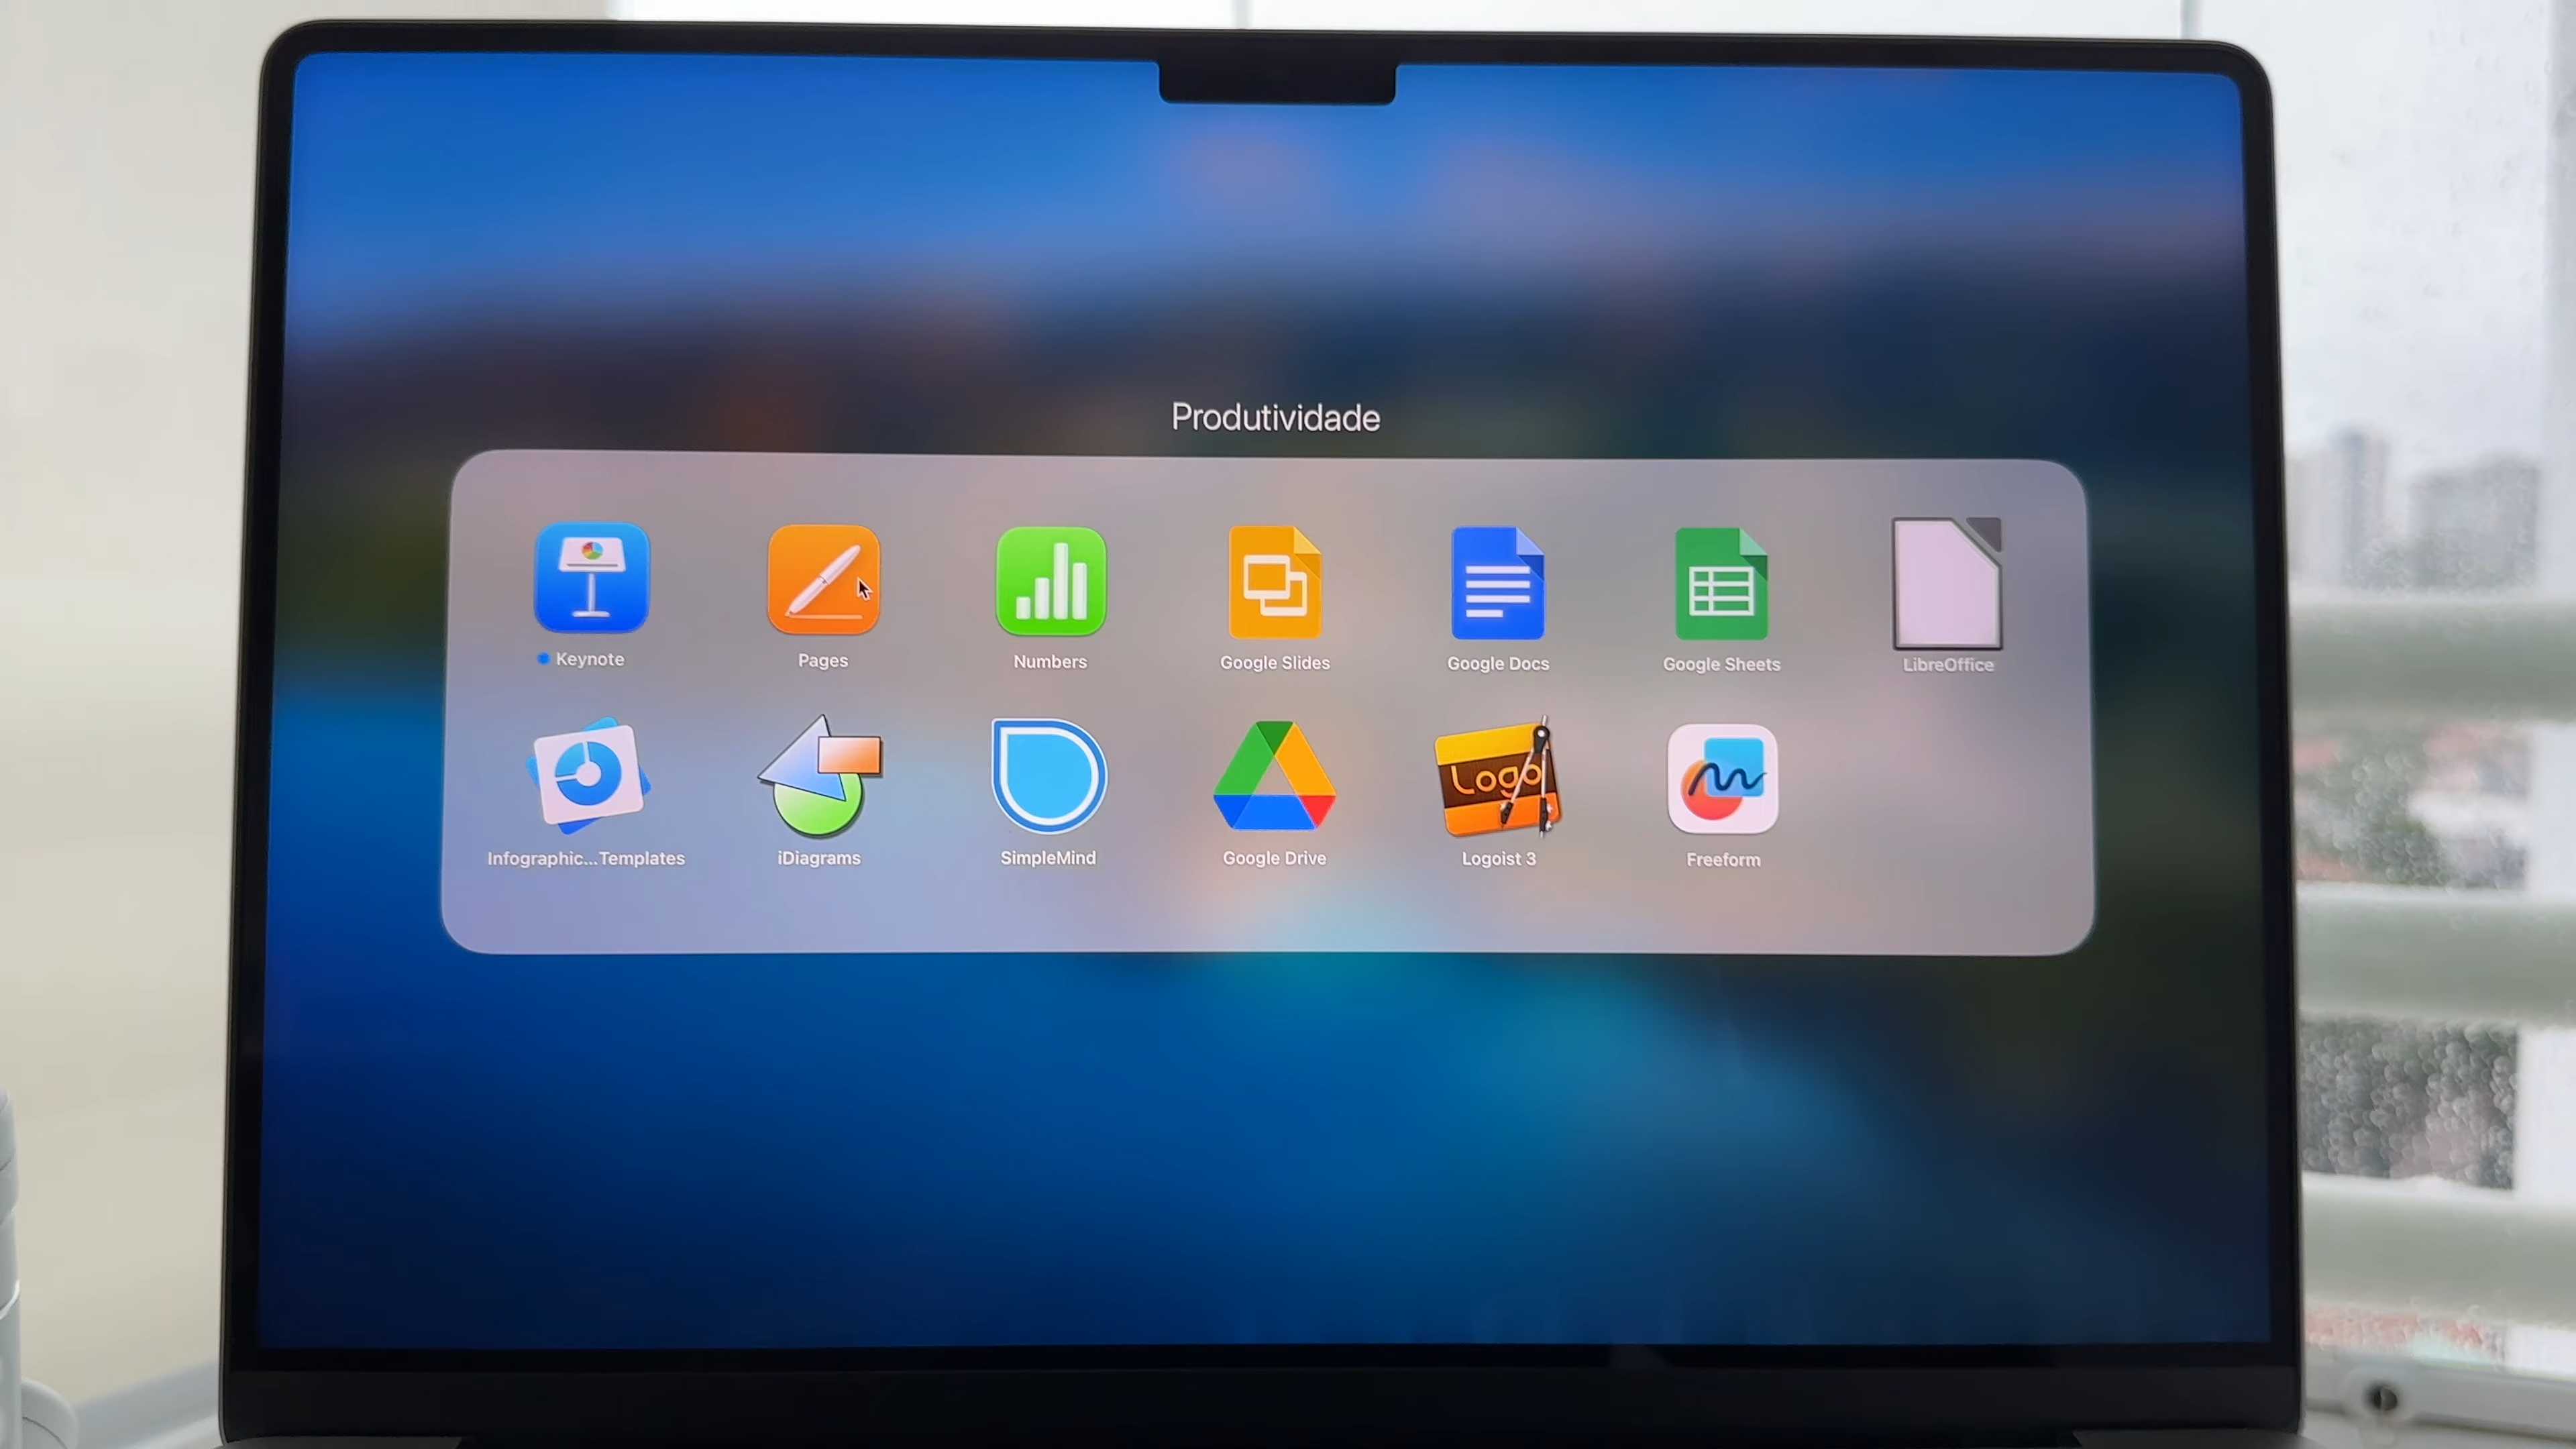 Produtividade
Keynote
Pages
Numbers
Google Slides
Google Docs
Google Sheets
LibreOffice
Logo
Infographic...Templates
iDiagrams
SimpleMind
Google Drive
Logoist 3
Freeform